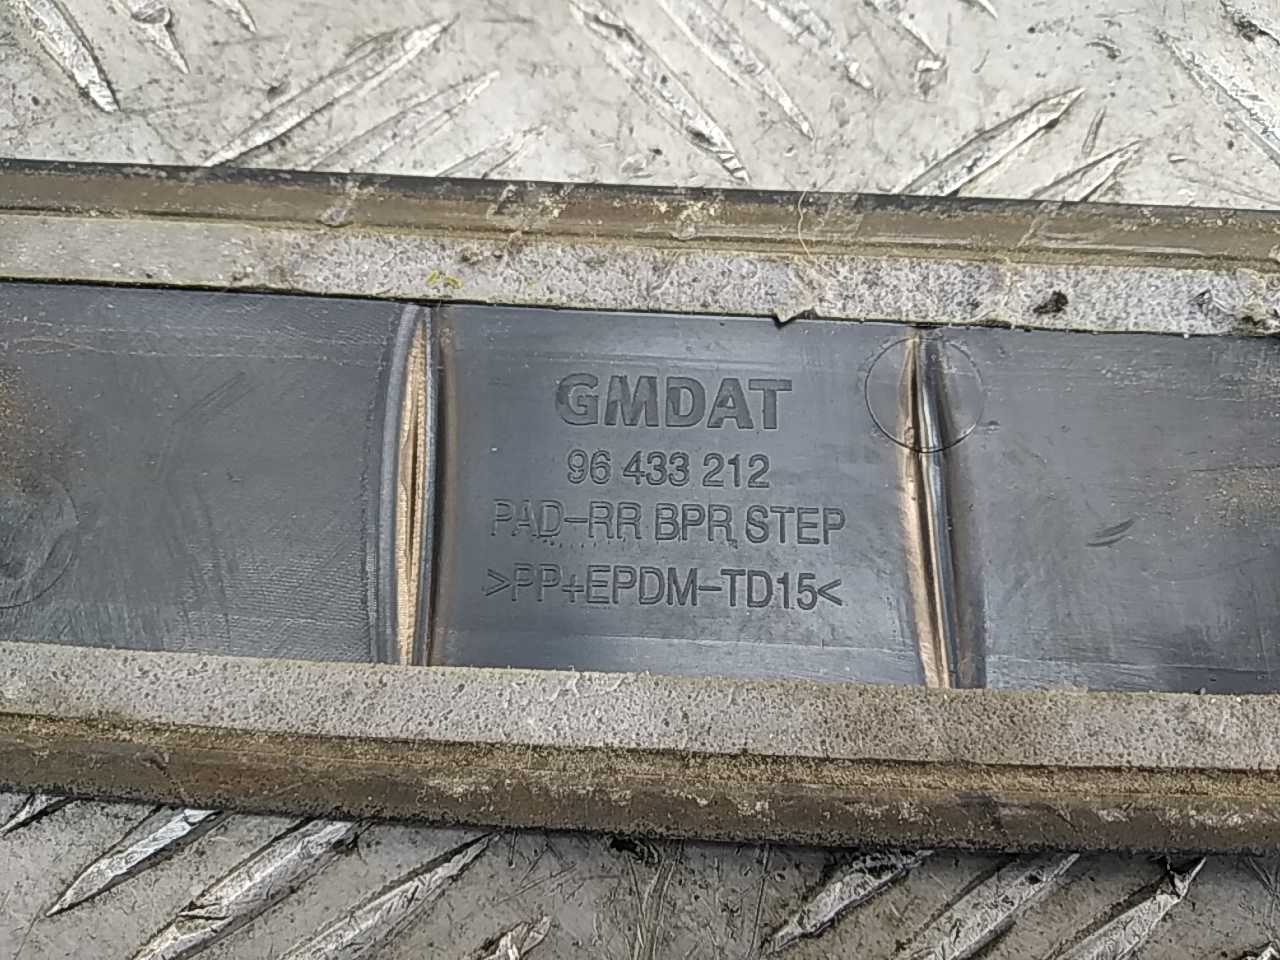 GMDAT
96 433 212
PAD-RR BPR STEP
>PP+EPDM-TD15<